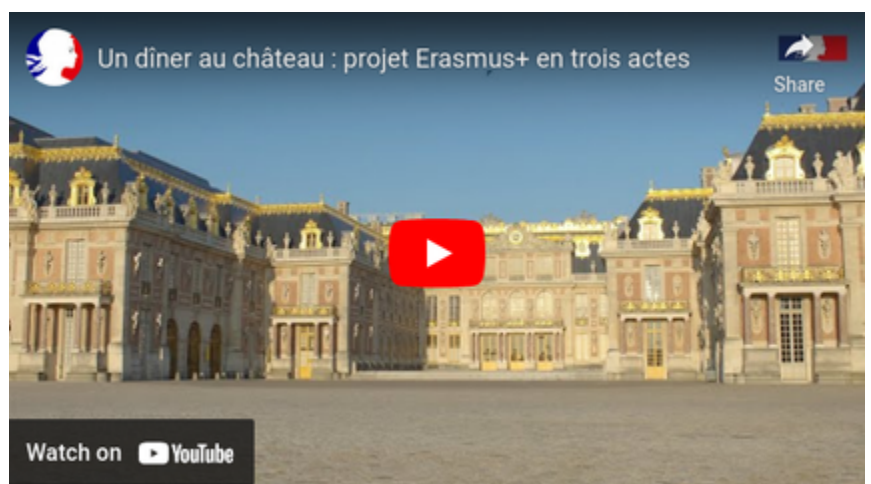 Un dîner au château : projet Erasmus+ en trois actes
Share
Watch on YouTube